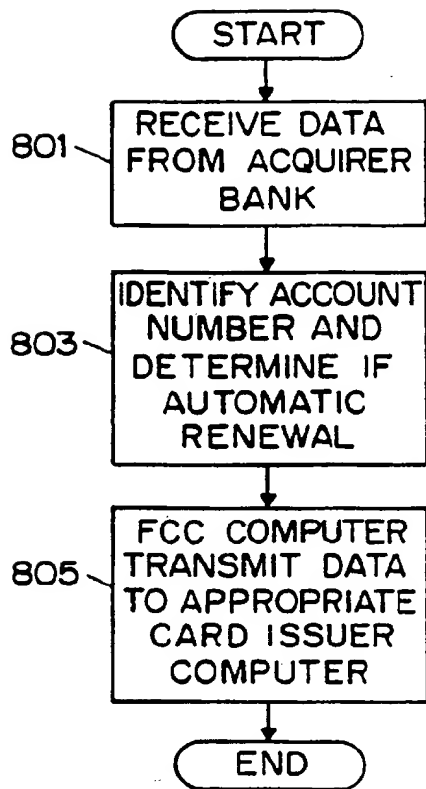 START
801
RECEIVE DATA
FROM ACQUIRER
BANK
803
IDENTIFY ACCOUNT
NUMBER AND
DETERMINE IF
AUTOMATIC
RENEWAL
805
FCC COMPUTER
TRANSMIT DATA
TO APPROPRIATE
CARD ISSUER
COMPUTER
END